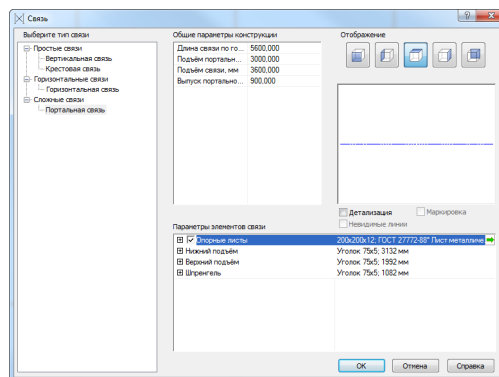 Связь
Выберите тип связи
Простые связи
Вертикальная связь
Крестовая связь
Горизонтальные связи
Горизонтальная связь
Сложные связи
Портальная связь
Общие параметры конструкции
Длина связи по го... 5600,000
Подъём портальн... 3000,000
Подъём связи, мм 3600,000
Выпуск портально... 900,000
Отображение
Детализация
Маркировка
Невидимые линии
Параметры элементов связи
Опорные листы 200x200x12; ГОСТ 27772-88* Лист металличе
Нижний подъём Уголок 75x5; 3132 мм
Верхний подъём Уголок 75x5; 1992 мм
Шпренгель Уголок 75x5; 1082 мм
OK Отмена Справка